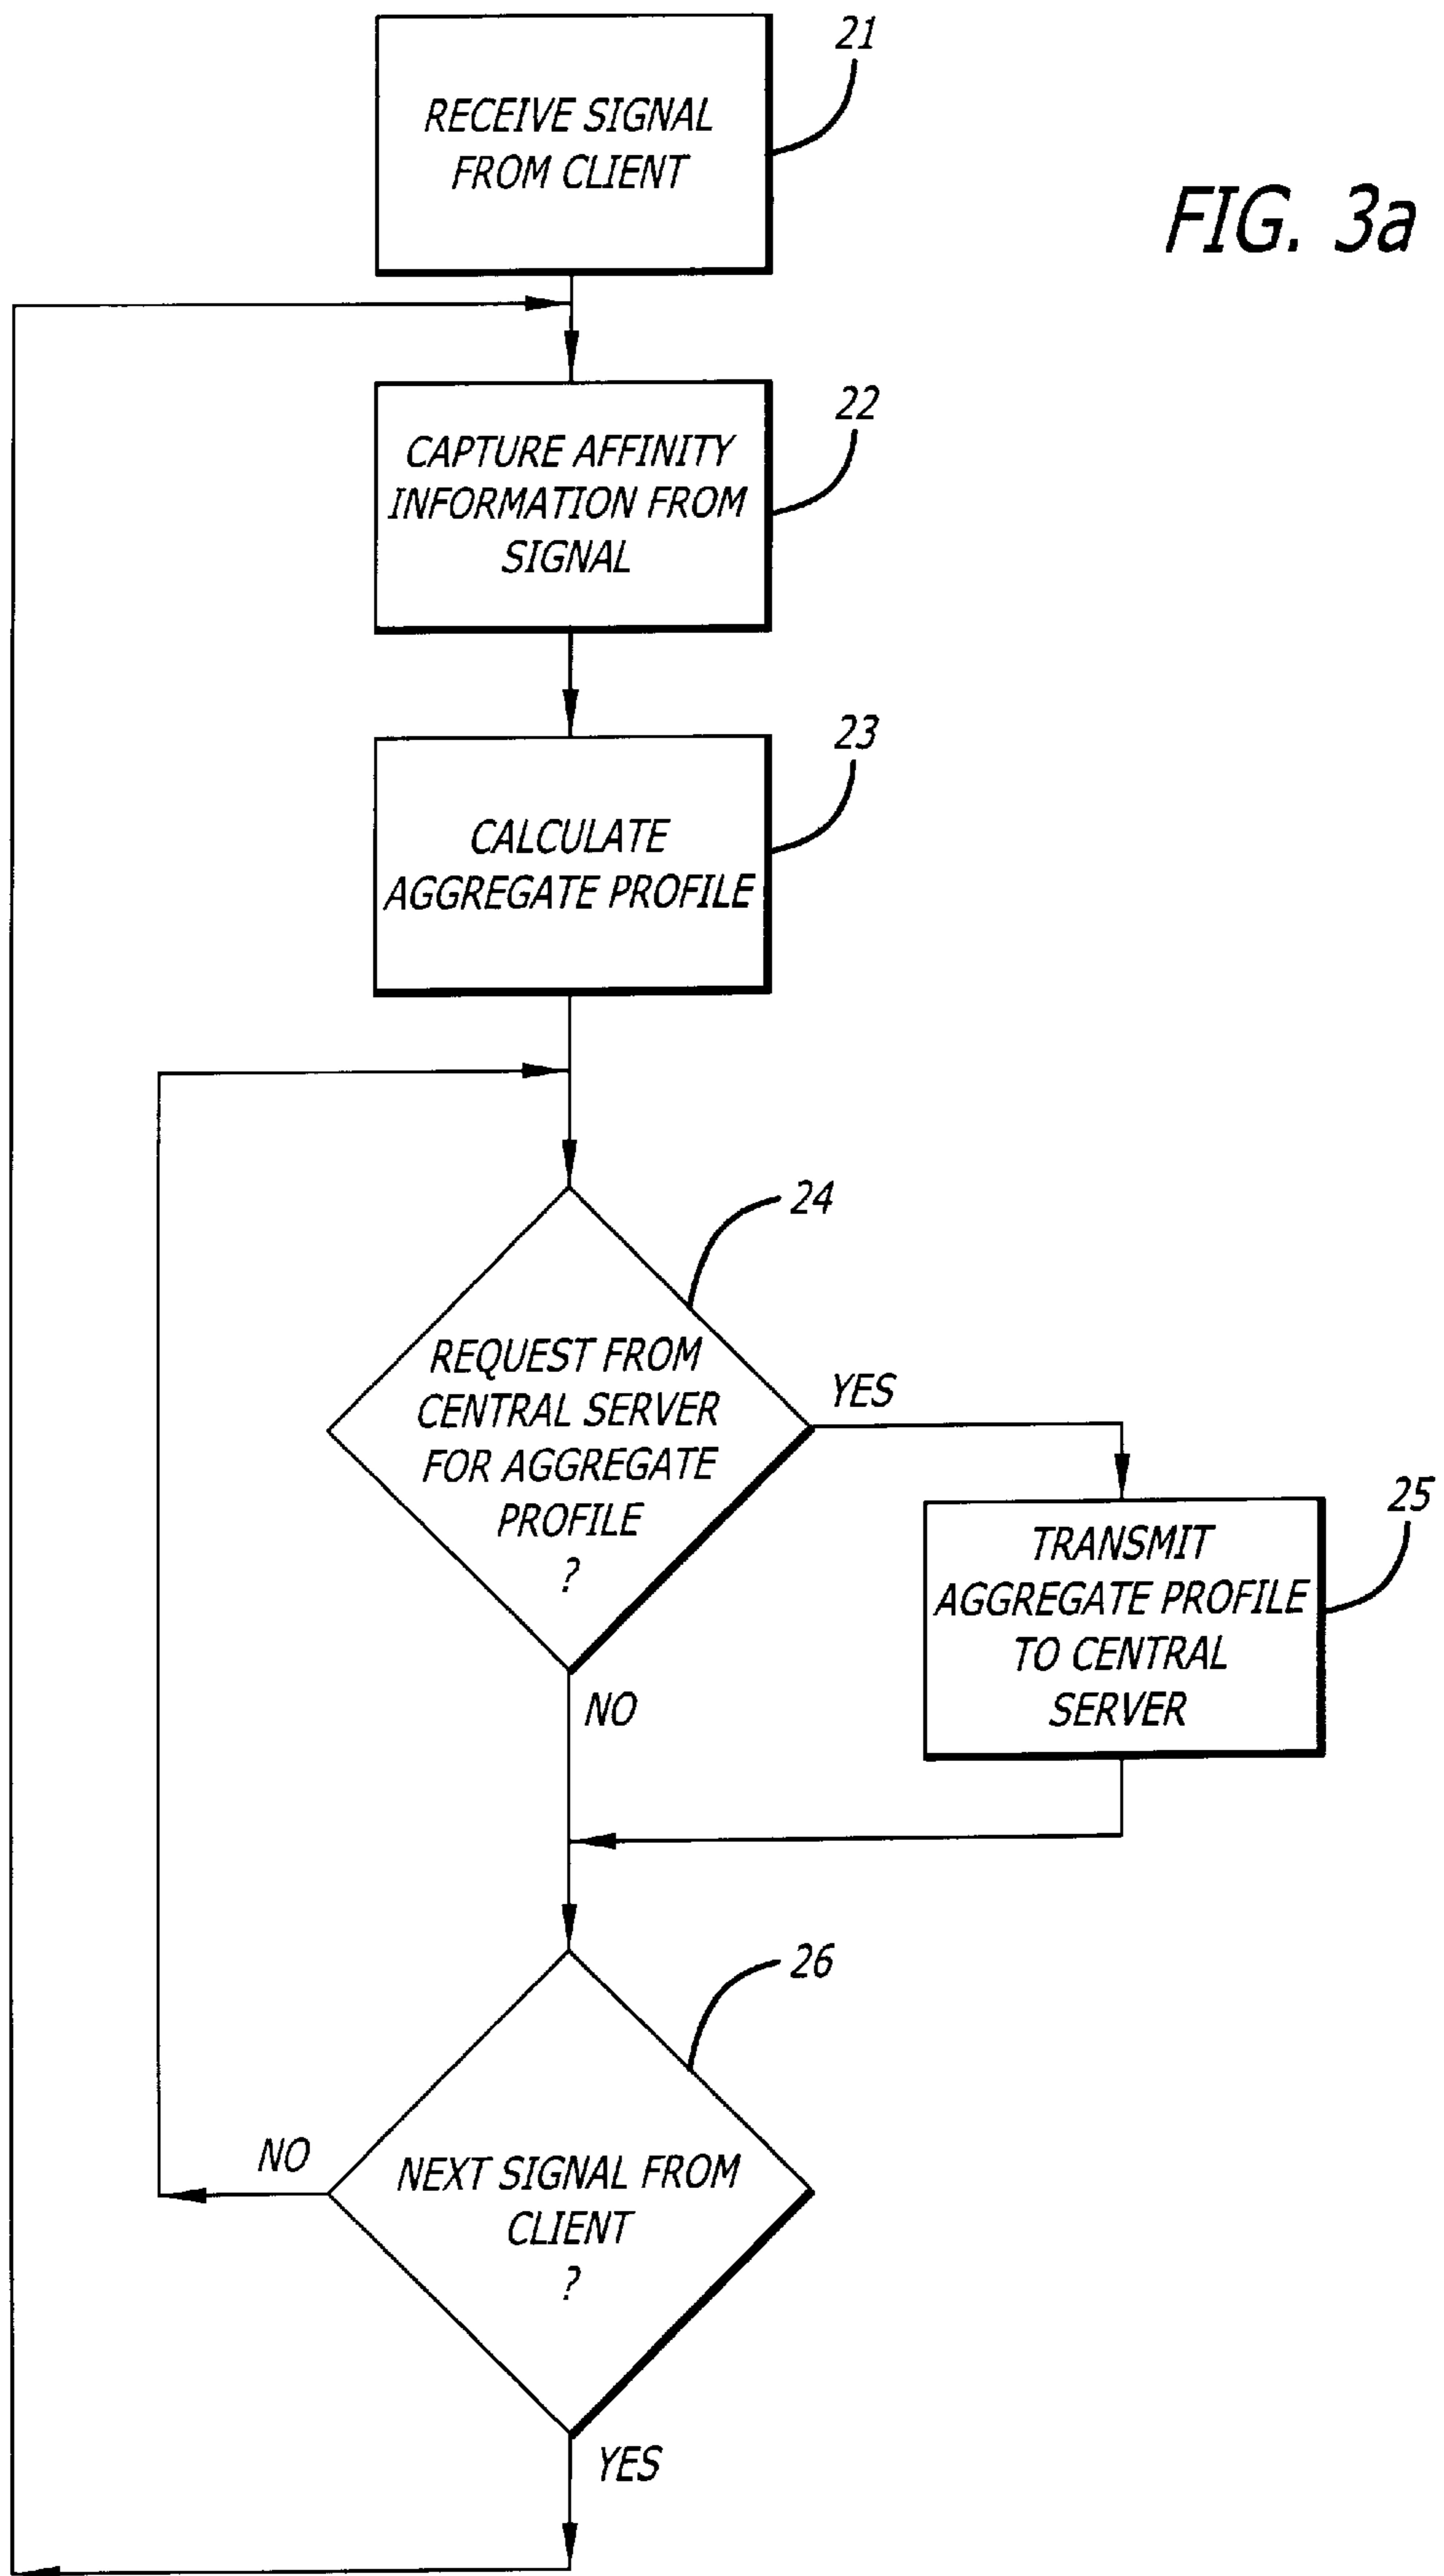 21
RECEIVE SIGNAL
FROM CLIENT
FIG. 3a
22
CAPTURE AFFINITY
INFORMATION FROM
SIGNAL
23
CALCULATE
AGGREGATE PROFILE
24
REQUEST FROM
CENTRAL SERVER
FOR AGGREGATE
PROFILE
?
YES
25
TRANSMIT
AGGREGATE PROFILE
TO CENTRAL
SERVER
NO
26
NEXT SIGNAL FROM
CLIENT
?
NO
YES